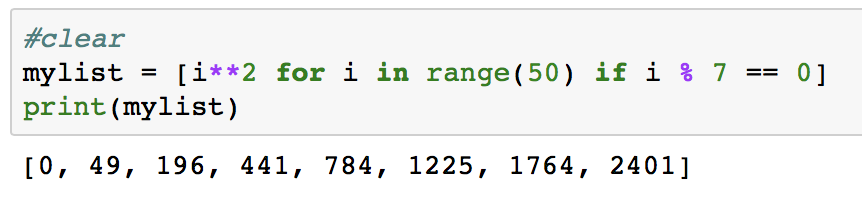 #clear
mylist = [i**2 for i in range(50) if i % 7 == 0]
print(mylist)
[0, 49, 196, 441, 784, 1225, 1764, 2401]